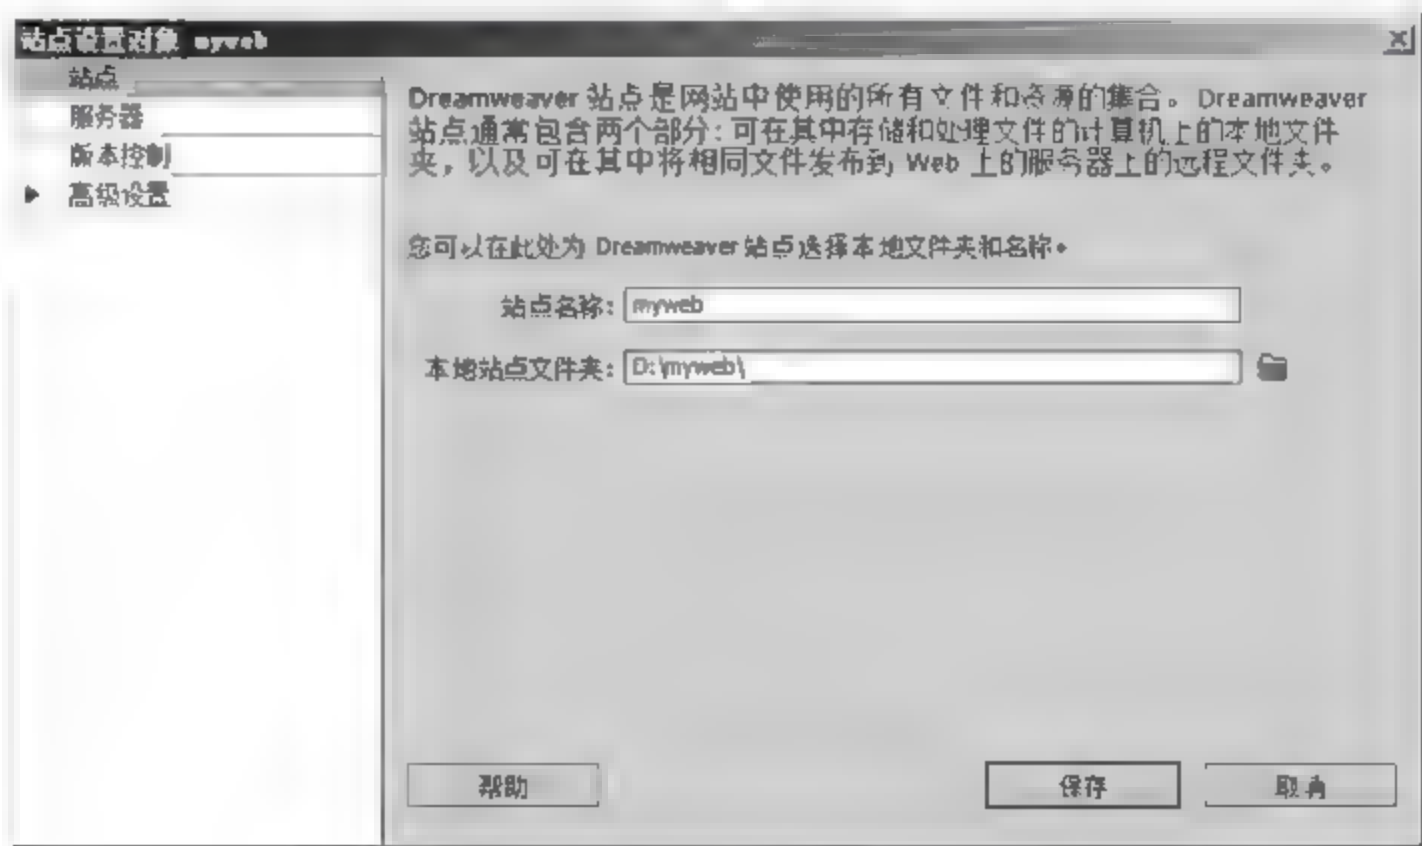 站点设置对象 myweb
站点
服务器
版本控制
高级设置
Dreamweaver 站点是网站中使用的所有文件和资源的集合。Dreamweaver
站点通常包含两个部分:可在其中存储和处理文件的计算机上的本地文件
夹,以及可在其中将相同文件发布到 Web 上的服务器上的远程文件夹。
您可以在此处为 Dreamweaver 站点选择本地文件夹和名称。
站点名称: myweb
本地站点文件夹: D:\myweb\
帮助
保存
取消